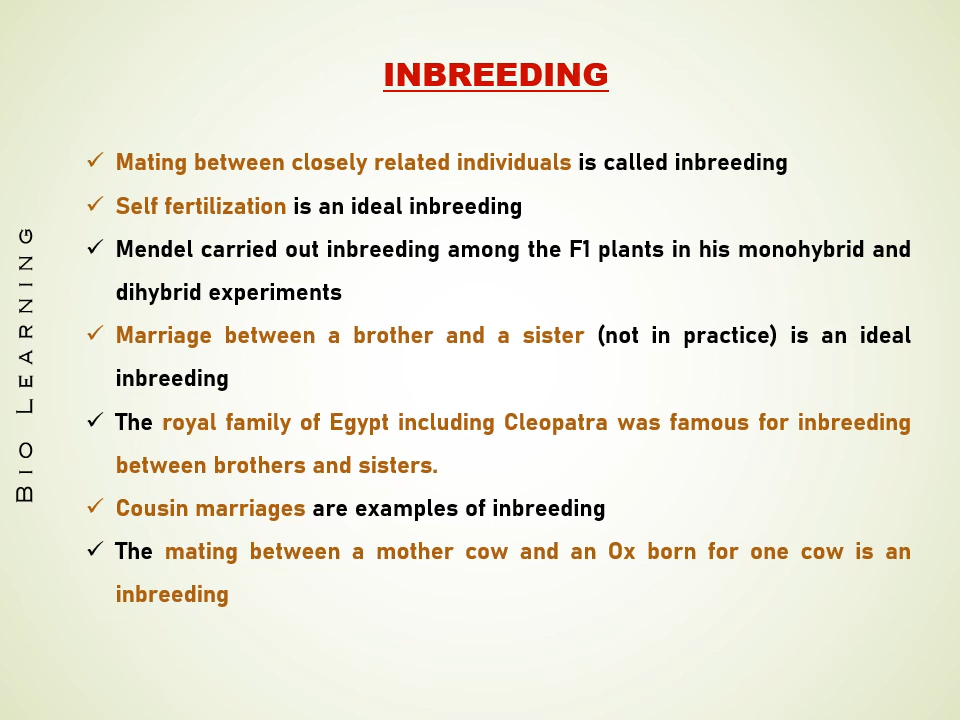 INBREEDING
✓ Mating between closely related individuals is called inbreeding
✓ Self fertilization is an ideal inbreeding
✓ Mendel carried out inbreeding among the F1 plants in his monohybrid and
dihybrid experiments
✓ Marriage between a brother and a sister (not in practice) is an ideal
inbreeding
✓ The royal family of Egypt including Cleopatra was famous for inbreeding
between brothers and sisters.
✓ Cousin marriages are examples of inbreeding
✓ The mating between a mother cow and an Ox born for one cow is an
inbreeding
BIO LEARNING